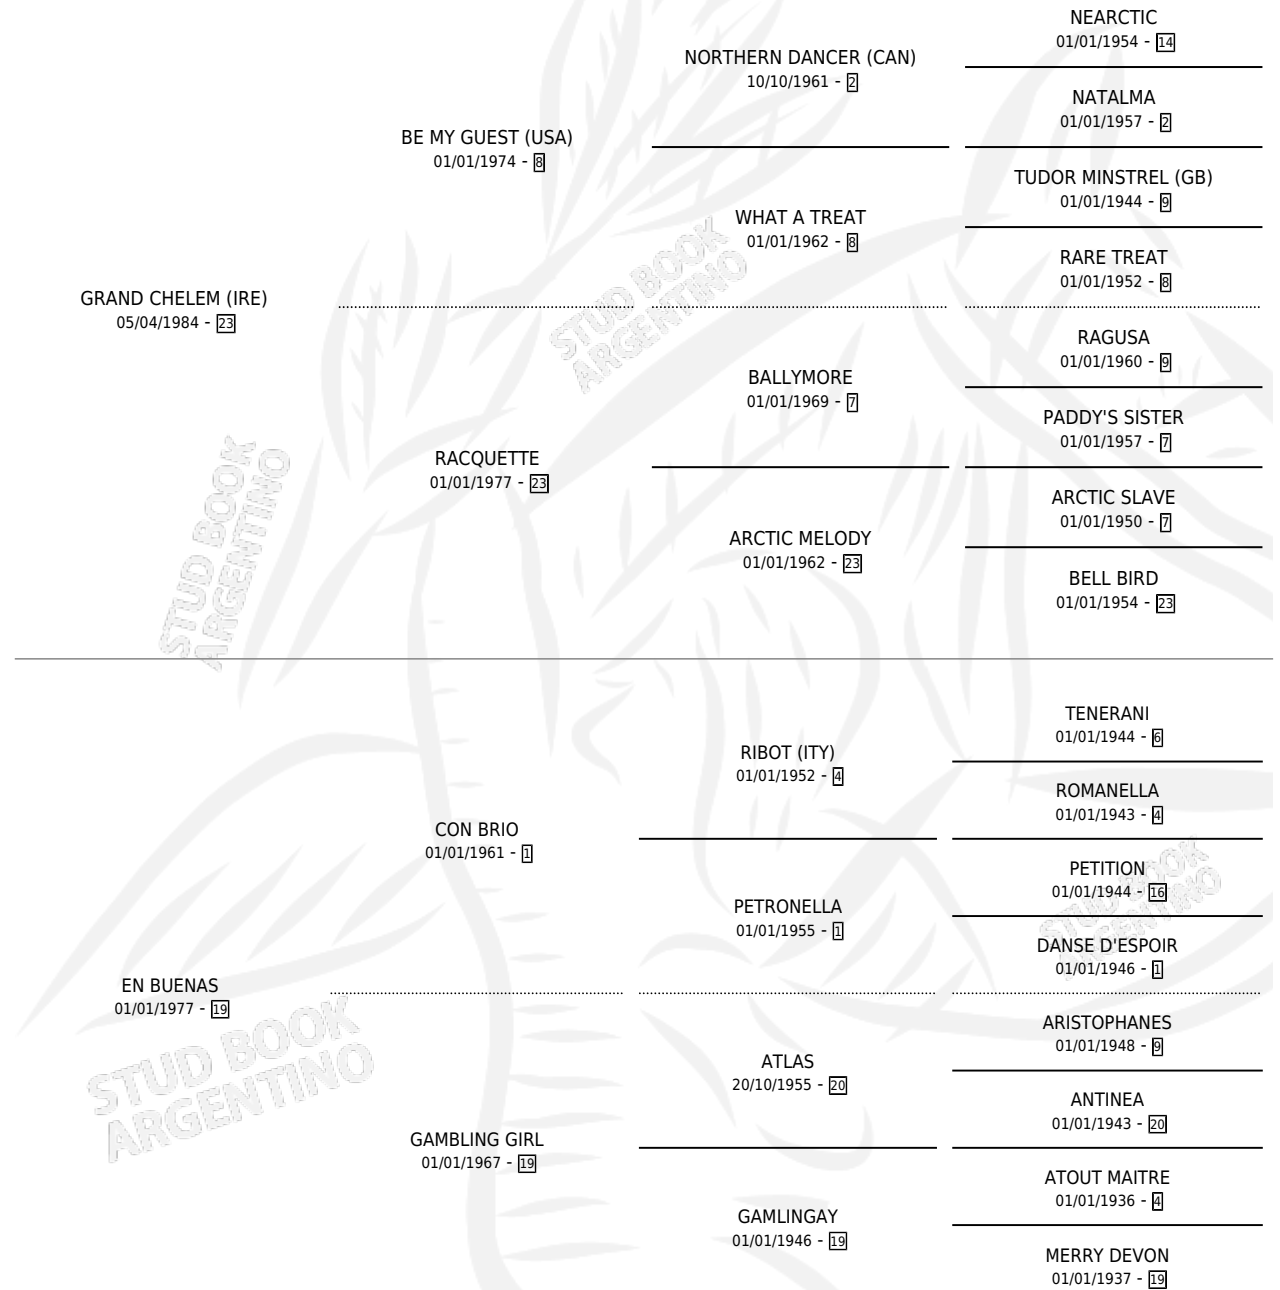 NEARCTIC
01/01/1954 - 14
NORTHERN DANCER (CAN)
10/10/1961 - 2
NATALMA
01/01/1957 - 2
BE MY GUEST (USA)
01/01/1974 - 8
TUDOR MINSTREL (GB)
01/01/1944 - 9
WHAT A TREAT
01/01/1962 - 8
RARE TREAT
01/01/1952 - 8
GRAND CHELEM (IRE)
05/04/1984 - 23
STUD BOOK
ARGENTINO
RAGUSA
01/01/1960 - 9
BALLYMORE
01/01/1969 - 7
PADDY'S SISTER
01/01/1957 - 7
RACQUETTE
01/01/1977 - 23
ARCTIC SLAVE
01/01/1950 - 7
ARCTIC MELODY
01/01/1962 - 23
BELL BIRD
01/01/1954 - 23
STUD BOOK
ARGENTINO
TENERANI
01/01/1944 - 6
RIBOT (ITY)
01/01/1952 - 4
ROMANELLA
01/01/1943 - 4
CON BRIO
01/01/1961 - 1
PETITION
01/01/1944 - 16
PETRONELLA
01/01/1955 - 1
STUD BOOK
ARGENTINO
DANSE D'ESPOIR
01/01/1946 - 1
EN BUENAS
01/01/1977 - 19
ARISTOPHANES
01/01/1948 - 9
ATLAS
20/10/1955 - 20
STUD BOOK
ARGENTINO
ANTINEA
01/01/1943 - 20
GAMBLING GIRL
01/01/1967 - 19
ATOUT MAITRE
01/01/1936 - 4
GAMLINGAY
01/01/1946 - 19
MERRY DEVON
01/01/1937 - 19